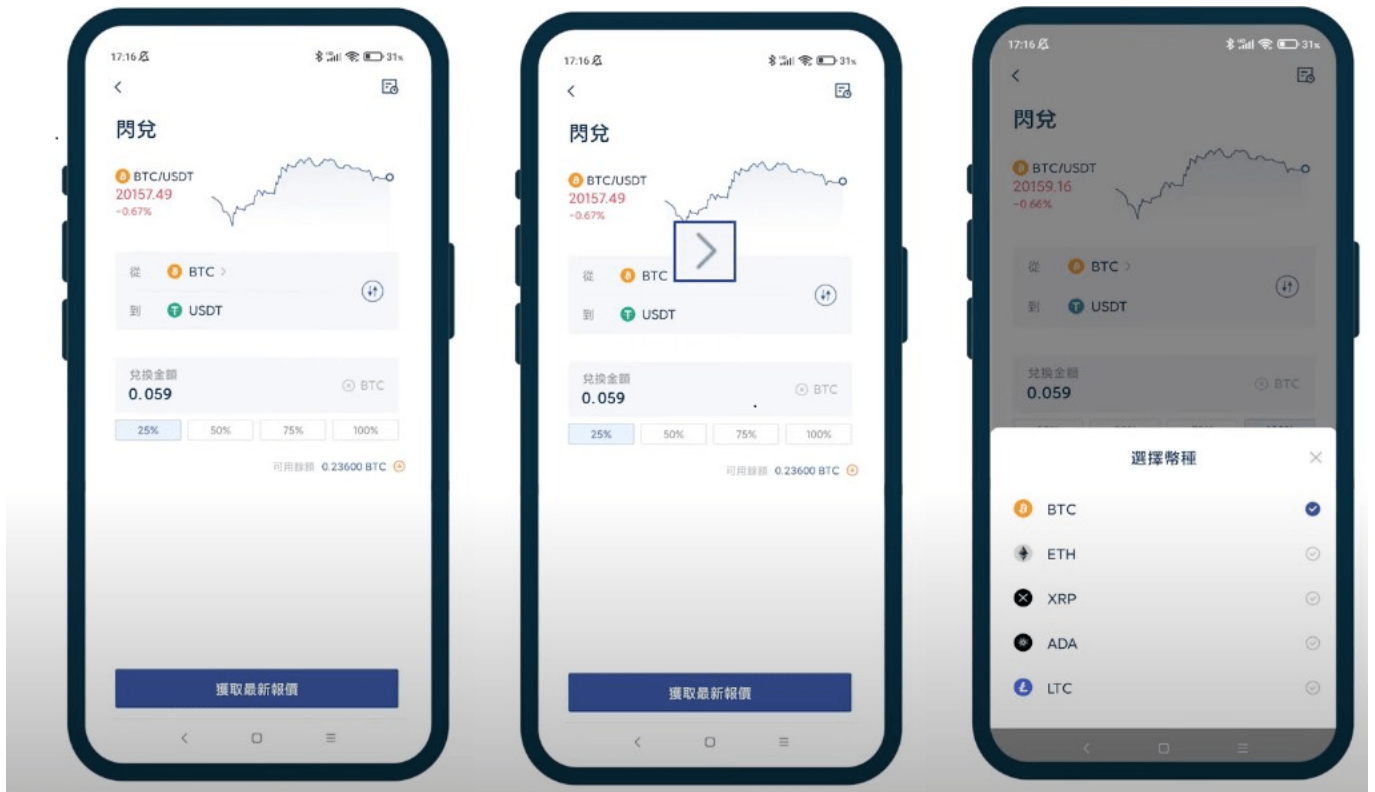 17:16
31%
閃兌
BTC/USDT
20157.49
-0.67%
從 BTC >
到 USDT
兌換金額
0.059
BTC
25% 50% 75% 100%
可用餘額 0.23600 BTC
獲取最新報價
17:16
31%
閃兌
BTC/USDT
20157.49
-0.67%
從 BTC >
到 USDT
兌換金額
0.059
BTC
25% 50% 75% 100%
可用餘額 0.23600 BTC
獲取最新報價
17:16
31%
閃兌
BTC/USDT
20159.16
-0.66%
從 BTC >
到 USDT
兌換金額
0.059
BTC
選擇幣種
BTC
ETH
XRP
ADA
LTC